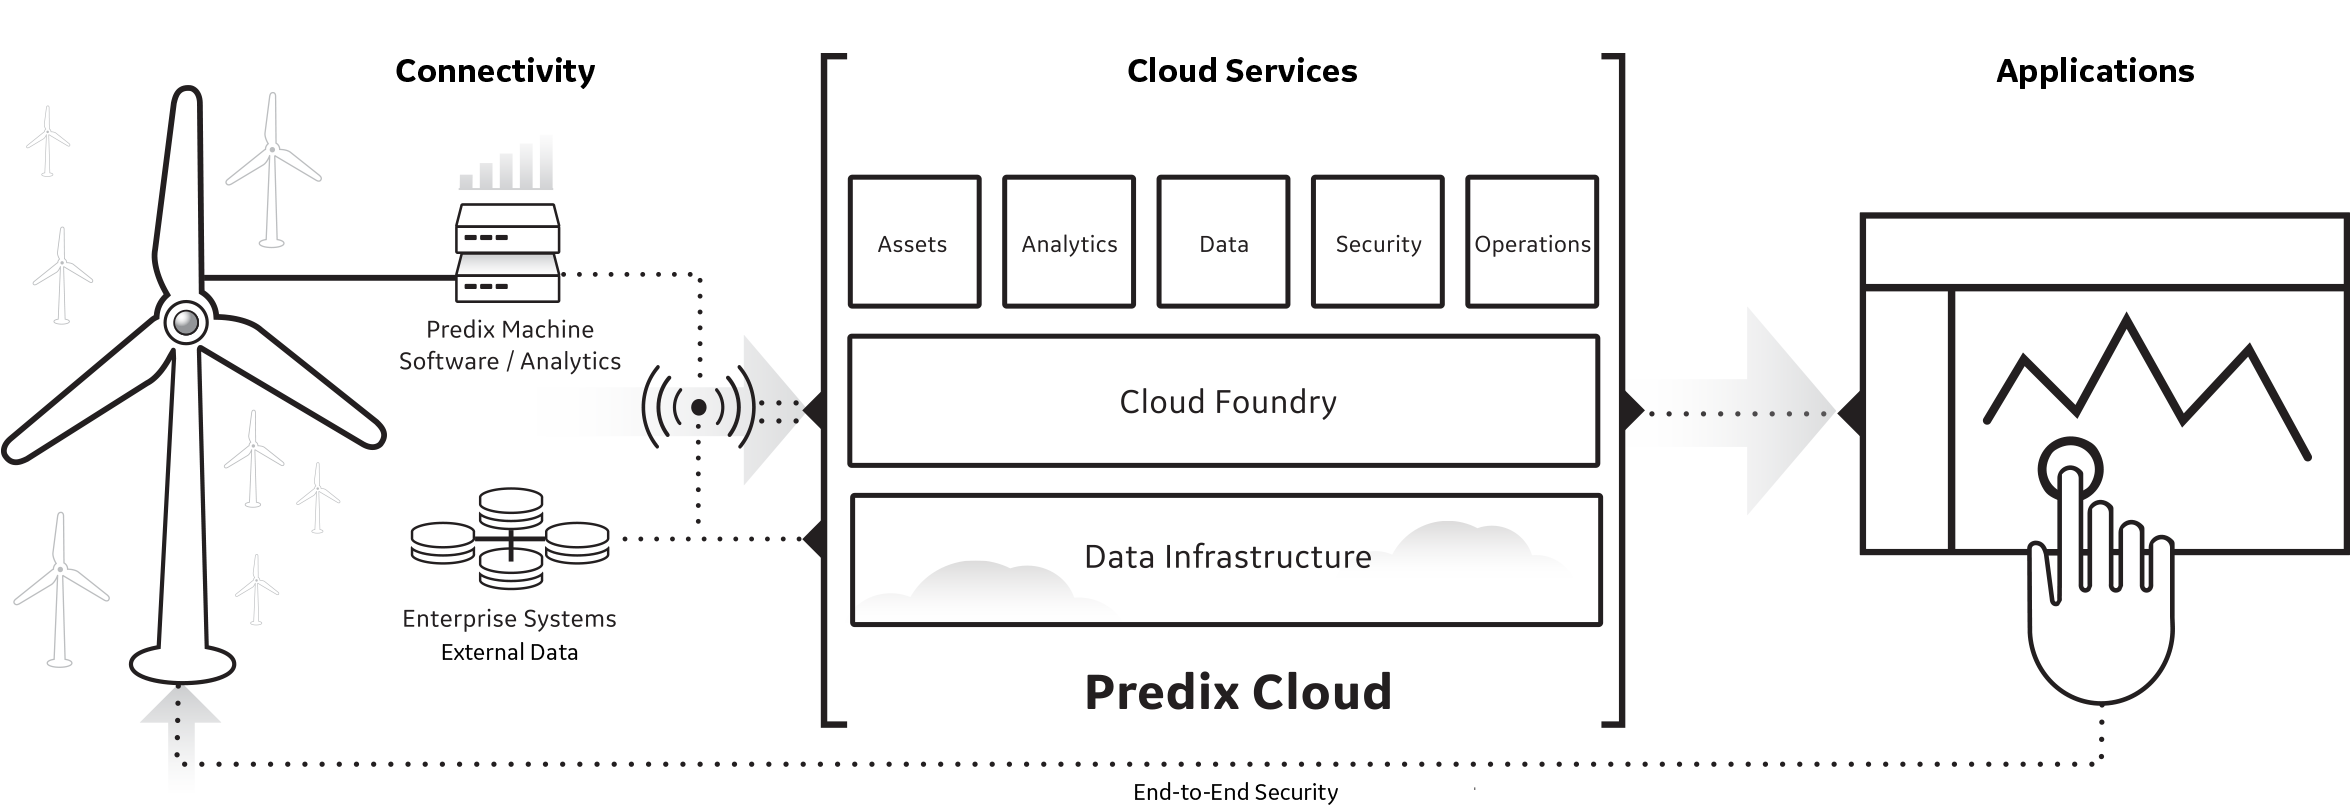 Connectivity
Cloud Services
Applications
Assets
Analytics
Data
Security
Operations
Predix Machine
Software / Analytics
Cloud Foundry
Data Infrastructure
Enterprise Systems
External Data
Predix Cloud
End-to-End Security